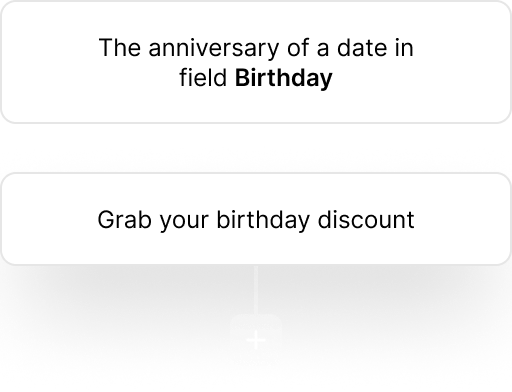 The anniversary of a date in
field Birthday
Grab your birthday discount
+